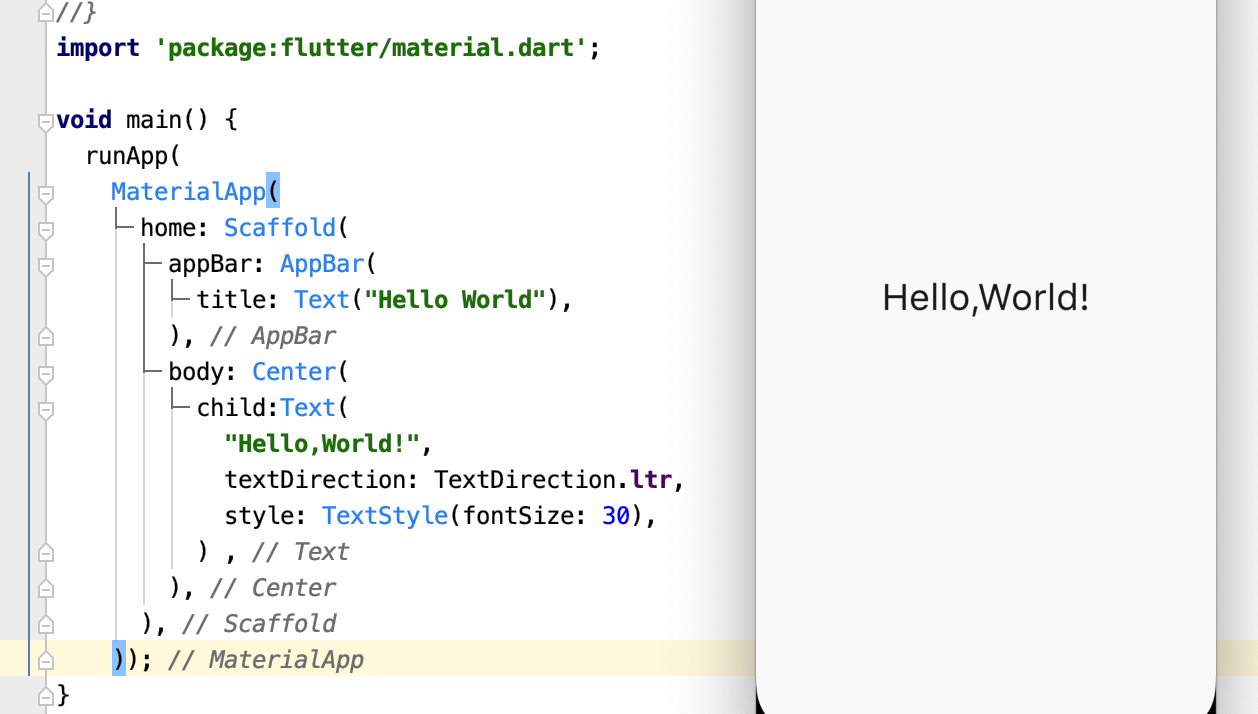 //}
import 'package:flutter/material.dart';
void main() {
runApp(
MaterialApp(
home: Scaffold(
appBar: AppBar(
title: Text("Hello World"),
), // AppBar
body: Center(
child:Text(
"Hello,World!",
textDirection: TextDirection.ltr,
style: TextStyle(fontSize: 30),
) , // Text
), // Center
), // Scaffold
)); // MaterialApp
}
Hello,World!